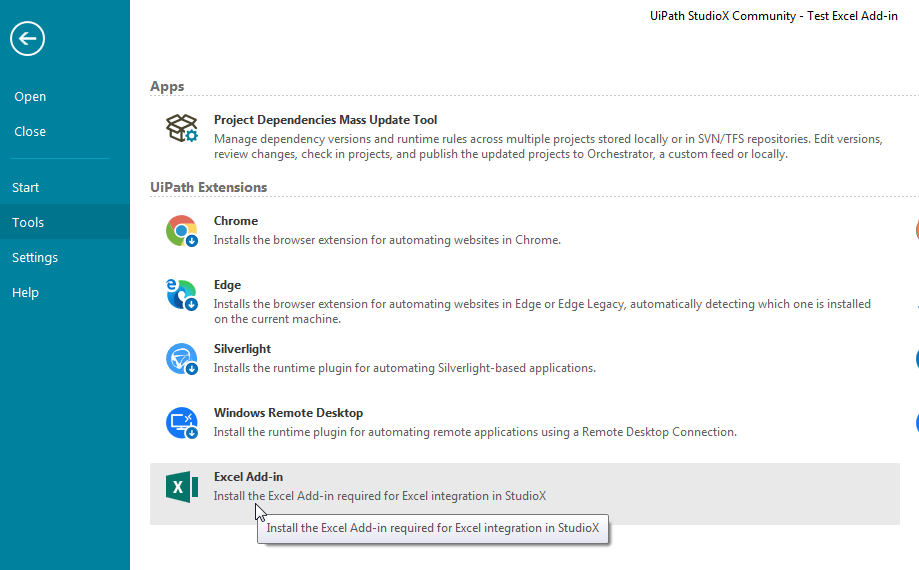 UiPath StudioX Community - Test Excel Add-in
Open
Close
Start
Tools
Settings
Help
Apps
Project Dependencies Mass Update Tool
Manage dependency versions and runtime rules across multiple projects stored locally or in SVN/TFS repositories. Edit versions,
review changes, check in projects, and publish the updated projects to Orchestrator, a custom feed or locally.
UiPath Extensions
Chrome
Installs the browser extension for automating websites in Chrome.
Edge
Installs the browser extension for automating websites in Edge or Edge Legacy, automatically detecting which one is installed
on the current machine.
Silverlight
Installs the runtime plugin for automating Silverlight-based applications.
Windows Remote Desktop
Install the runtime plugin for automating remote applications using a Remote Desktop Connection.
Excel Add-in
Install the Excel Add-in required for Excel integration in StudioX
Install the Excel Add-in required for Excel integration in StudioX